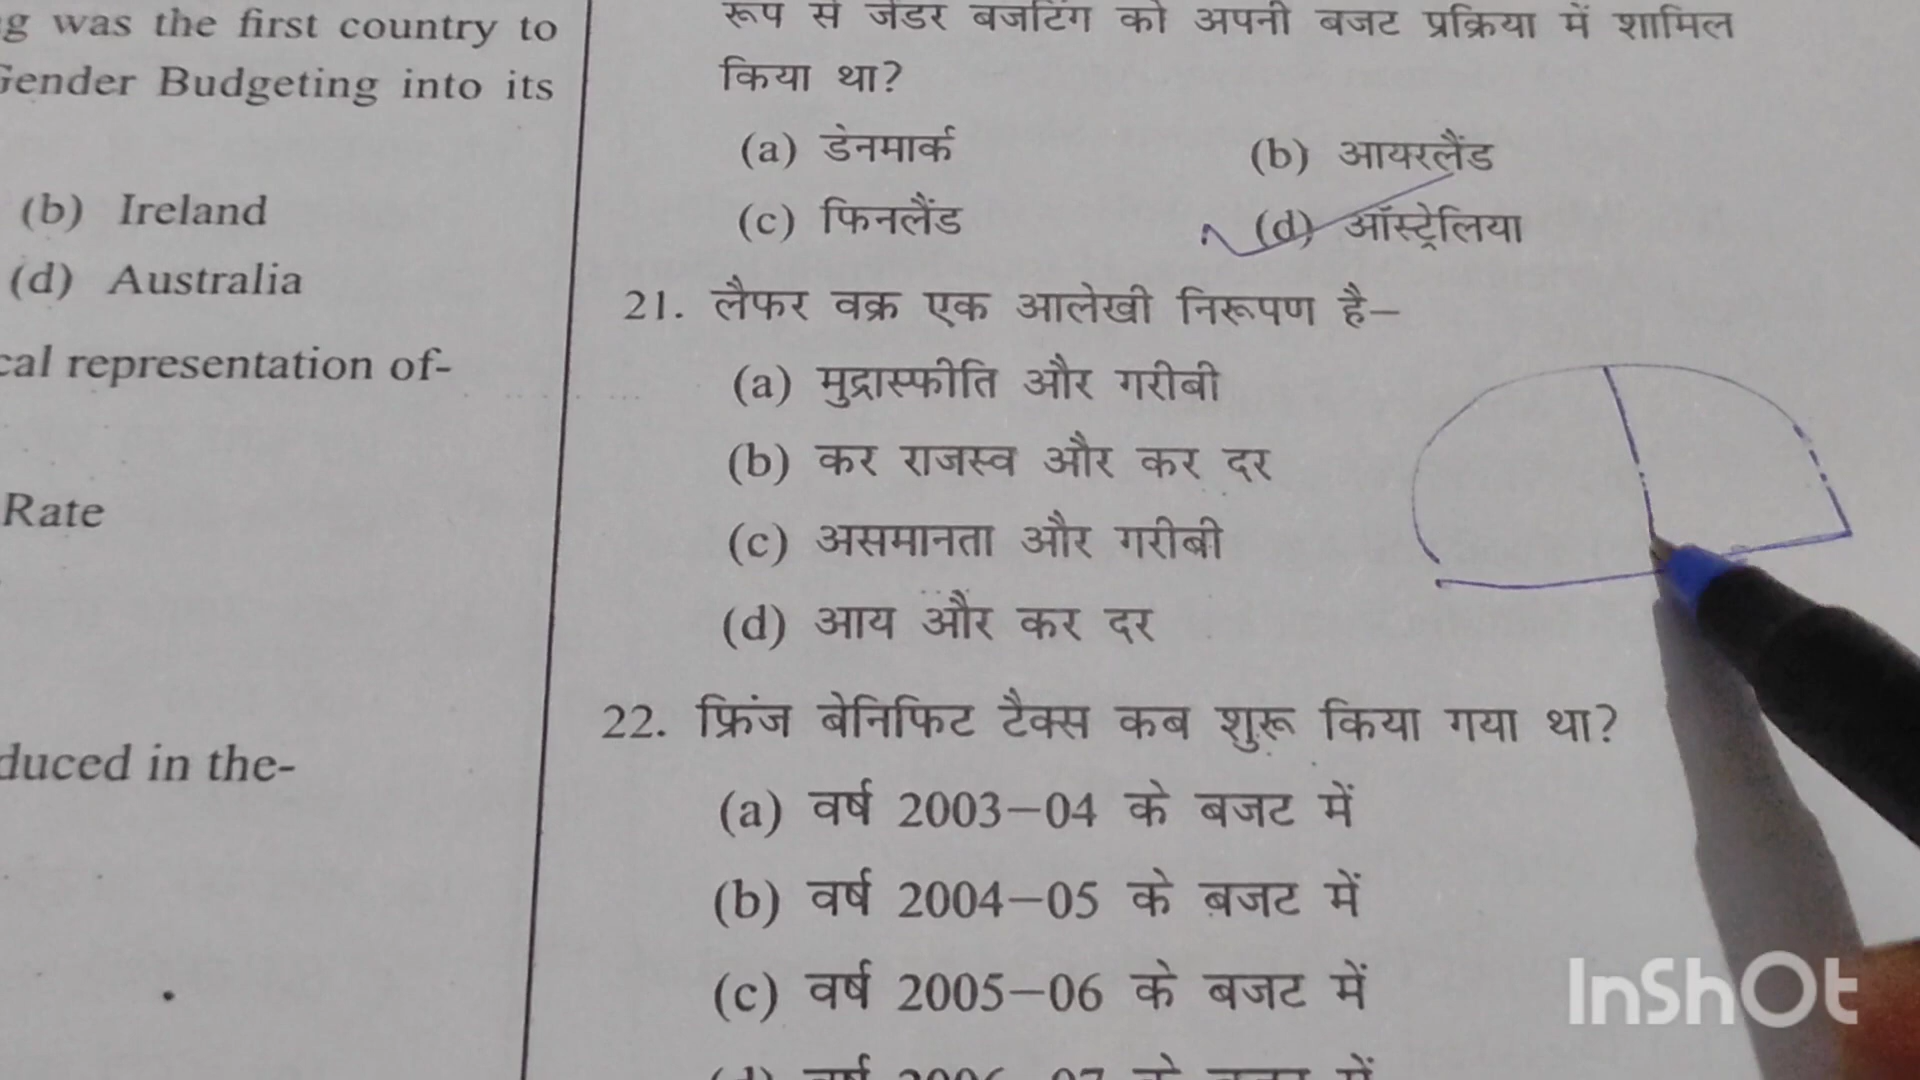 was the first country to
Gender Budgeting into its
(b) Ireland
(d) Australia
representation of-
Rate
in the-
रूप से जेंडर बजटिंग को अपनी बजट प्रक्रिया में शामिल
किया था?
(a) डेनमार्क
(b) आयरलैंड
(c) फिनलैंड
(d) ऑस्ट्रेलिया
21. लैफर वक्र एक आलेखी निरूपण है–
(a) मुद्रास्फीति और गरीबी
(b) कर राजस्व और कर दर
(c) असमानता और गरीबी
(d) आय और कर दर
22. फ्रिंज बेनिफिट टैक्स कब शुरू किया गया था?
(a) वर्ष 2003–04 के बजट में
(b) वर्ष 2004–05 के बजट में
(c) वर्ष 2005–06 के बजट में
InShOt